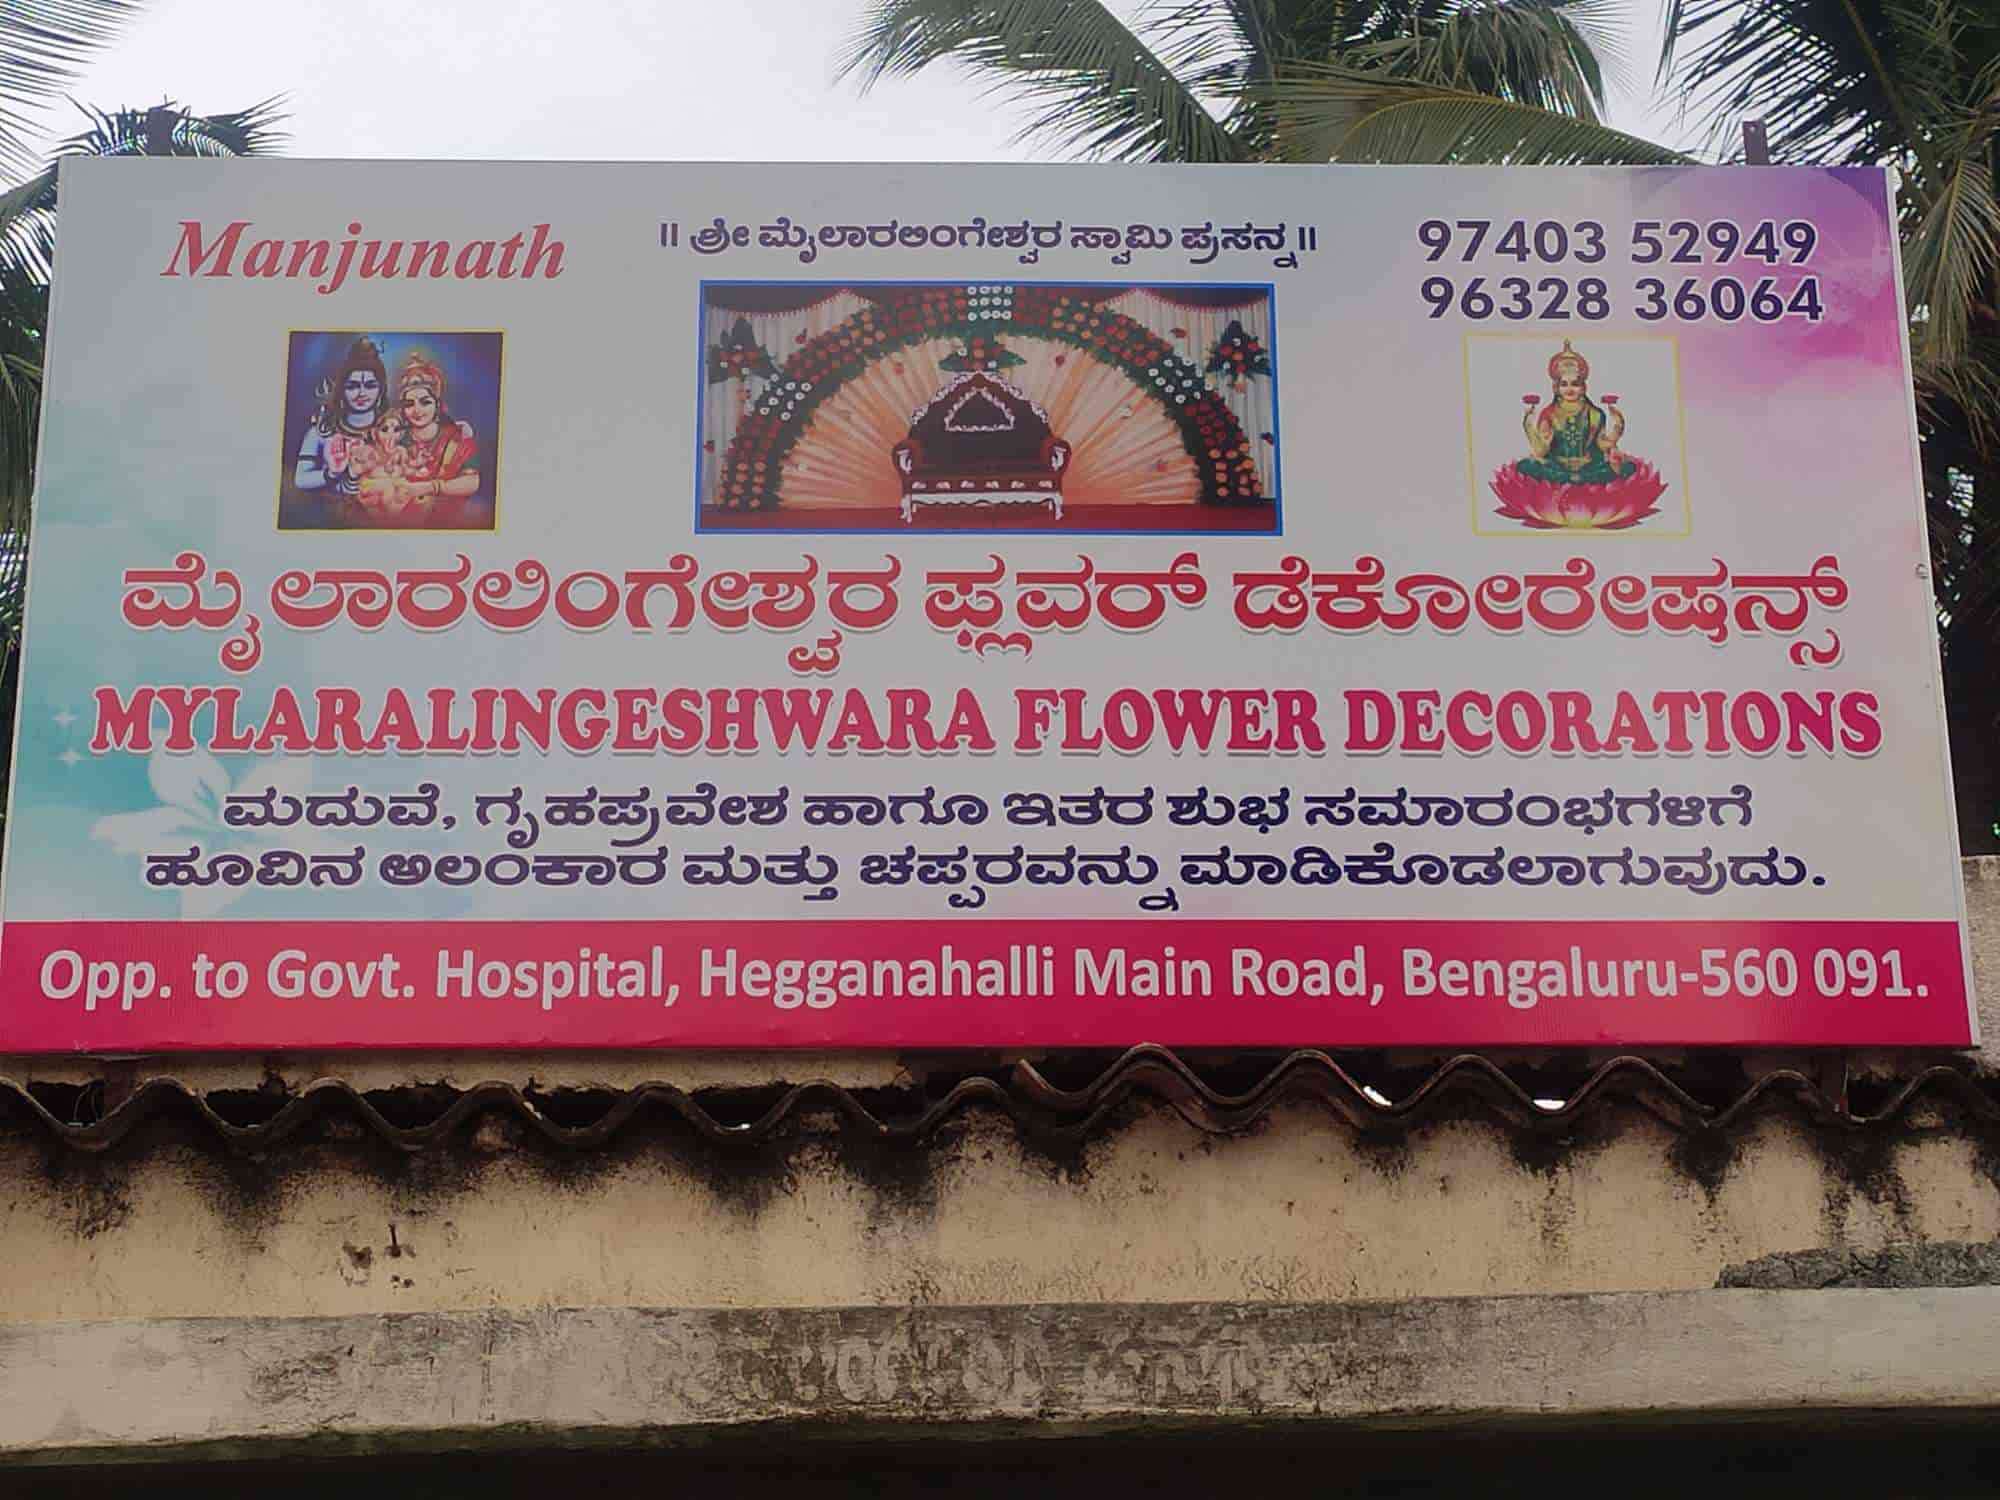 Manjunath
॥ ಶ್ರೀ ಮೈಲಾರಲಿಂಗೇಶ್ವರ ಸ್ವಾಮಿ ಪ್ರಸನ್ನ ॥
97403 52949
96328 36064
ಮೈಲಾರಲಿಂಗೇಶ್ವರ ಫ್ಲವರ್ ಡೆಕೋರೇಷನ್ಸ್
MYLARALINGESHWARA FLOWER DECORATIONS
ಮದುವೆ, ಗೃಹಪ್ರವೇಶ ಹಾಗೂ ಇತರ ಶುಭ ಸಮಾರಂಭಗಳಿಗೆ
ಹೂವಿನ ಅಲಂಕಾರ ಮತ್ತು ಚಪ್ಪರವನ್ನು ಮಾಡಿಕೊಡಲಾಗುವುದು.
Opp. to Govt. Hospital, Hegganahalli Main Road, Bengaluru-560 091.